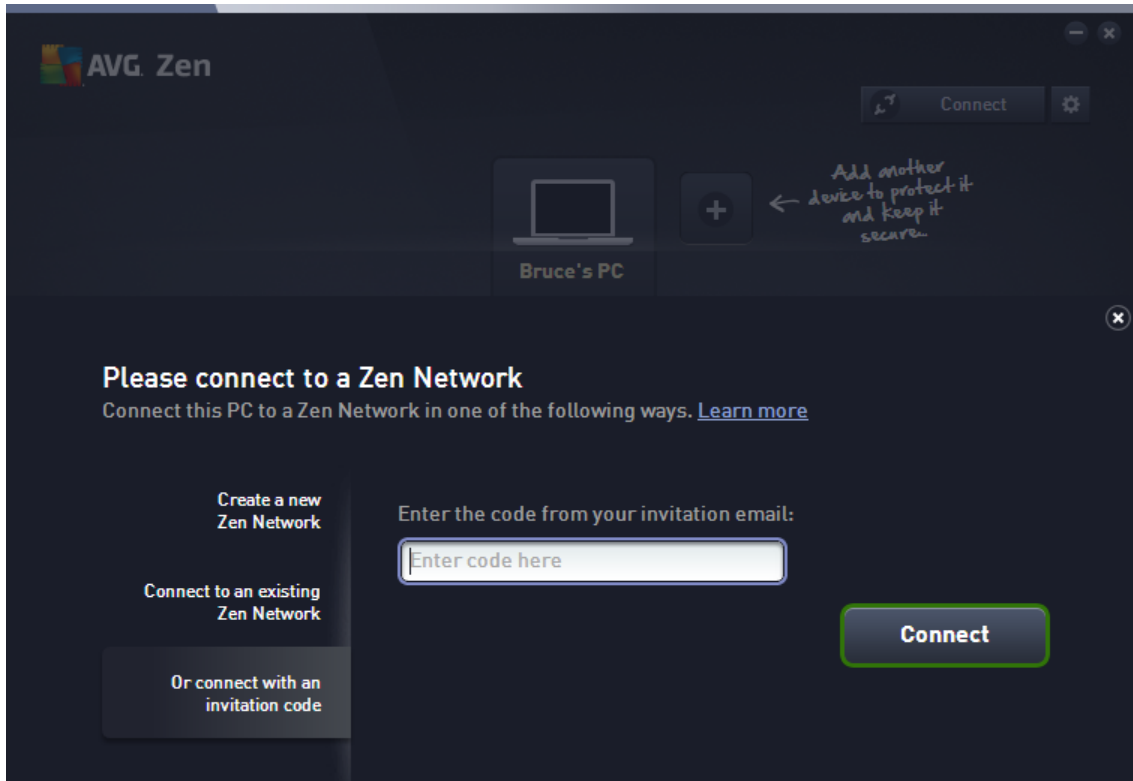 AVG. Zen
Connect
Add another
device to protect it
and keep it
secure...
Bruce's PC
Please connect to a Zen Network
Connect this PC to a Zen Network in one of the following ways. Learn more
Create a new
Zen Network
Connect to an existing
Zen Network
Or connect with an
invitation code
Enter the code from your invitation email:
Enter code here
Connect